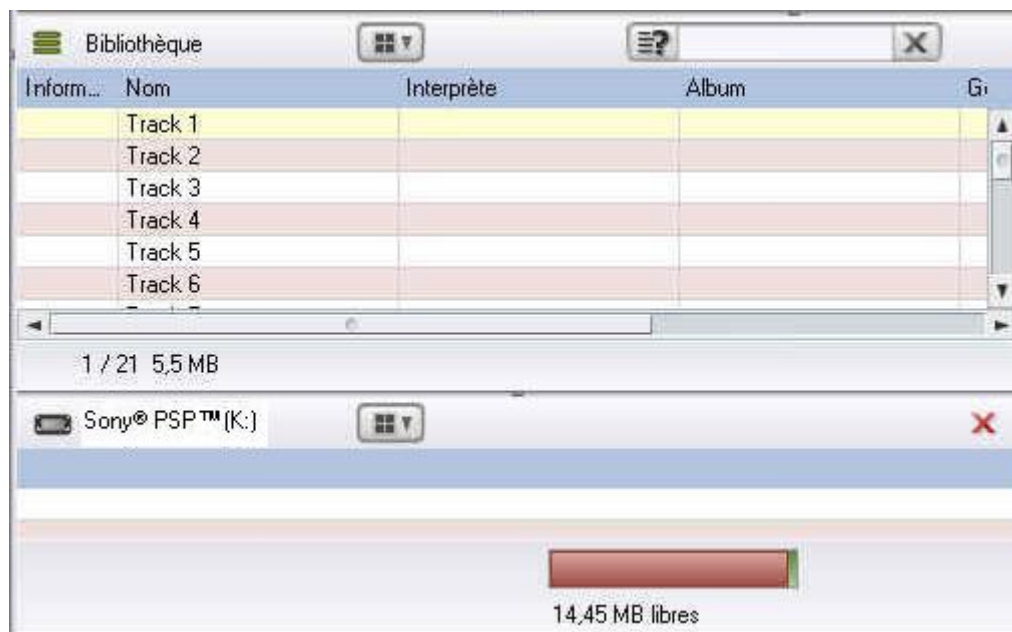 Bibliothèque
Inform... Nom Interprète Album
Track 1
Track 2
Track 3
Track 4
Track 5
Track 6
1 / 21 5,5 MB
Sony® PSP™ (K:)
14,45 MB libres